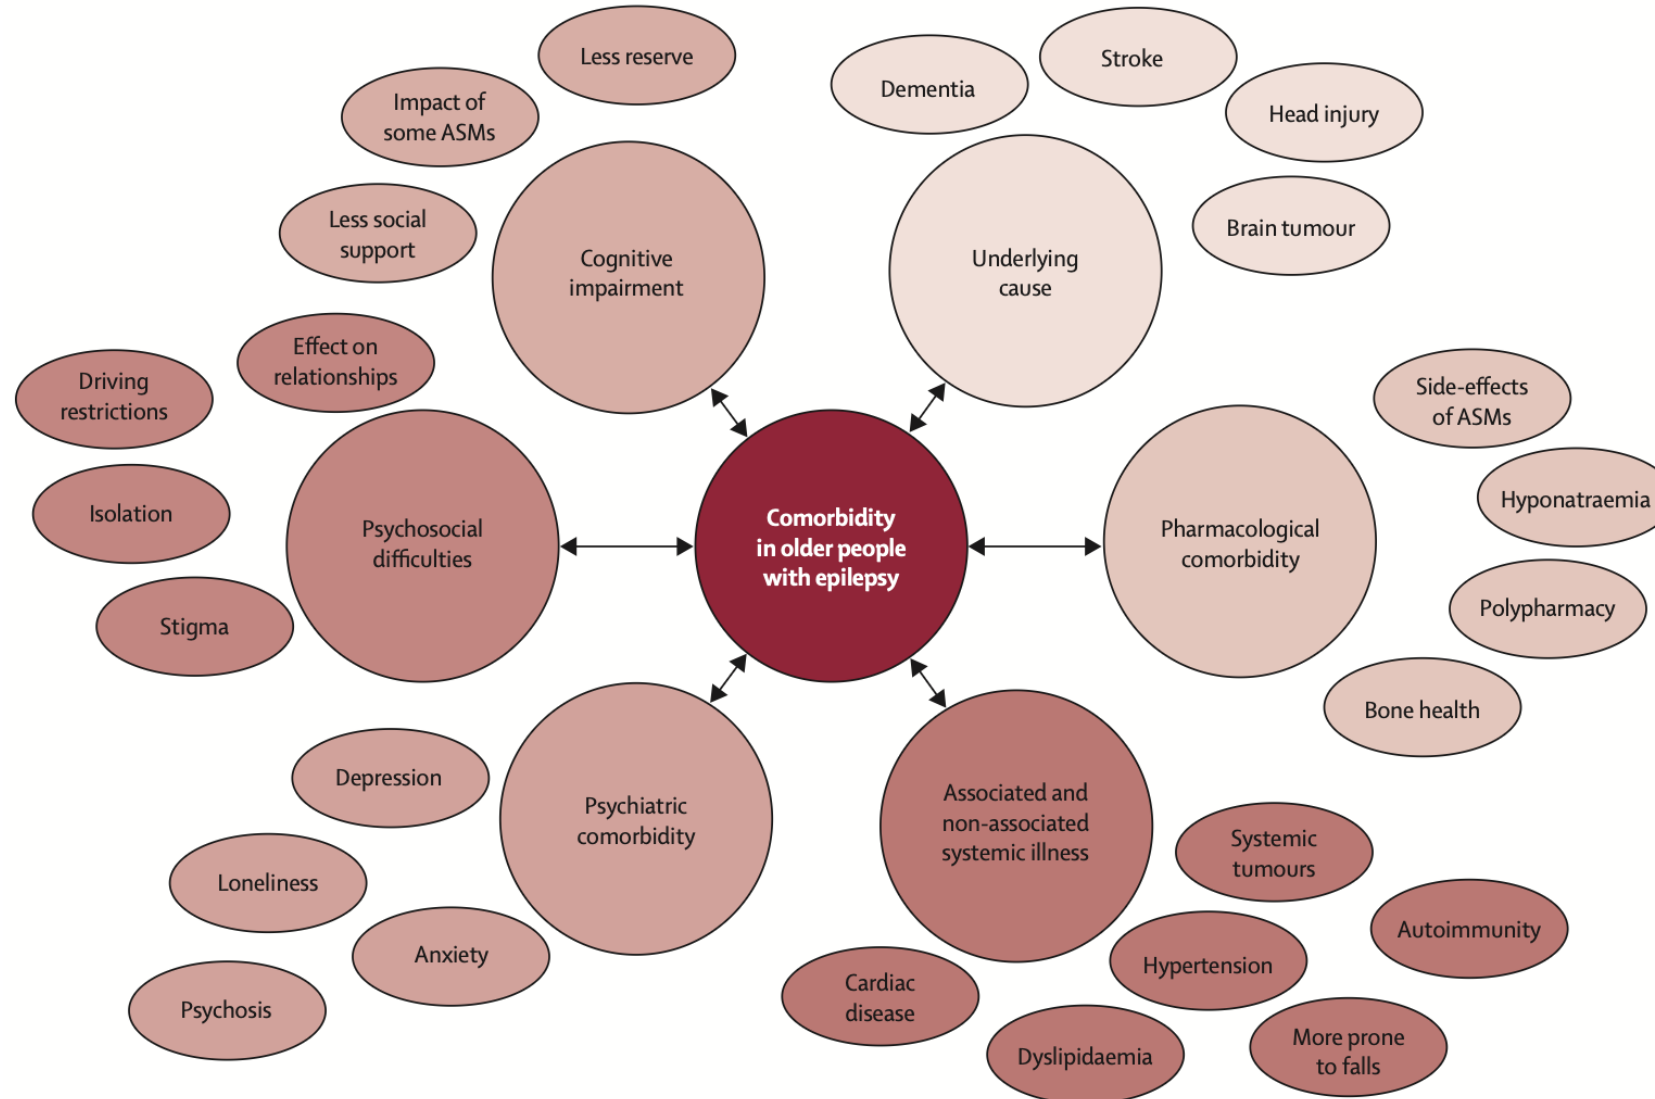 Less reserve
Impact of
some ASMs
Less social
support
Cognitive
impairment
Dementia
Stroke
Head injury
Brain tumour
Underlying
cause
Effect on
relationships
Driving
restrictions
Isolation
Stigma
Psychosocial
difficulties
Comorbidity
in older people
with epilepsy
Pharmacological
comorbidity
Side-effects
of ASMs
Hyponatraemia
Polypharmacy
Bone health
Depression
Loneliness
Anxiety
Psychosis
Psychiatric
comorbidity
Associated and
non-associated
systemic illness
Systemic
tumours
Autoimmunity
Hypertension
Cardiac
disease
Dyslipidaemia
More prone
to falls